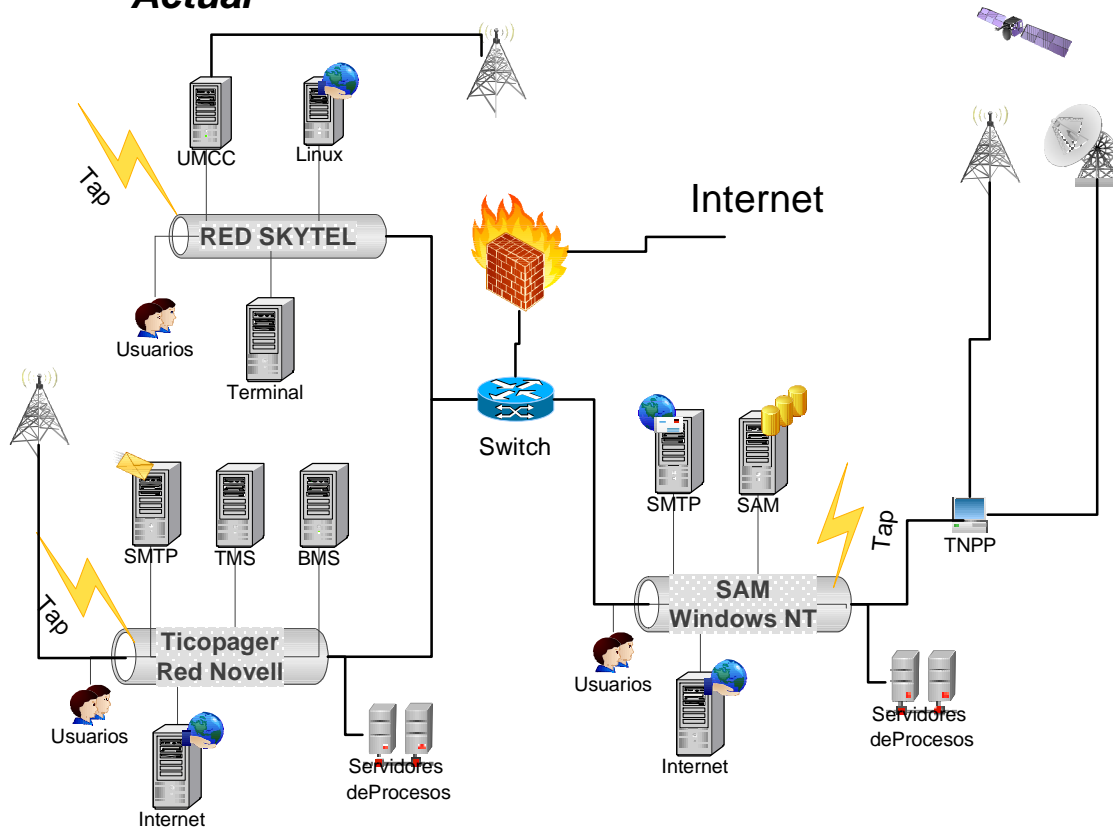 Actual
UMCC
Linux
Tap
RED SKYTEL
Internet
Usuarios
Terminal
Switch
SMTP
TMS
BMS
Tap
Ticopager
Red Novell
Usuarios
Internet
Servidores
deProcesos
SMTP
SAM
Tap
TNPP
SAM
Windows NT
Usuarios
Internet
Servidores
deProcesos